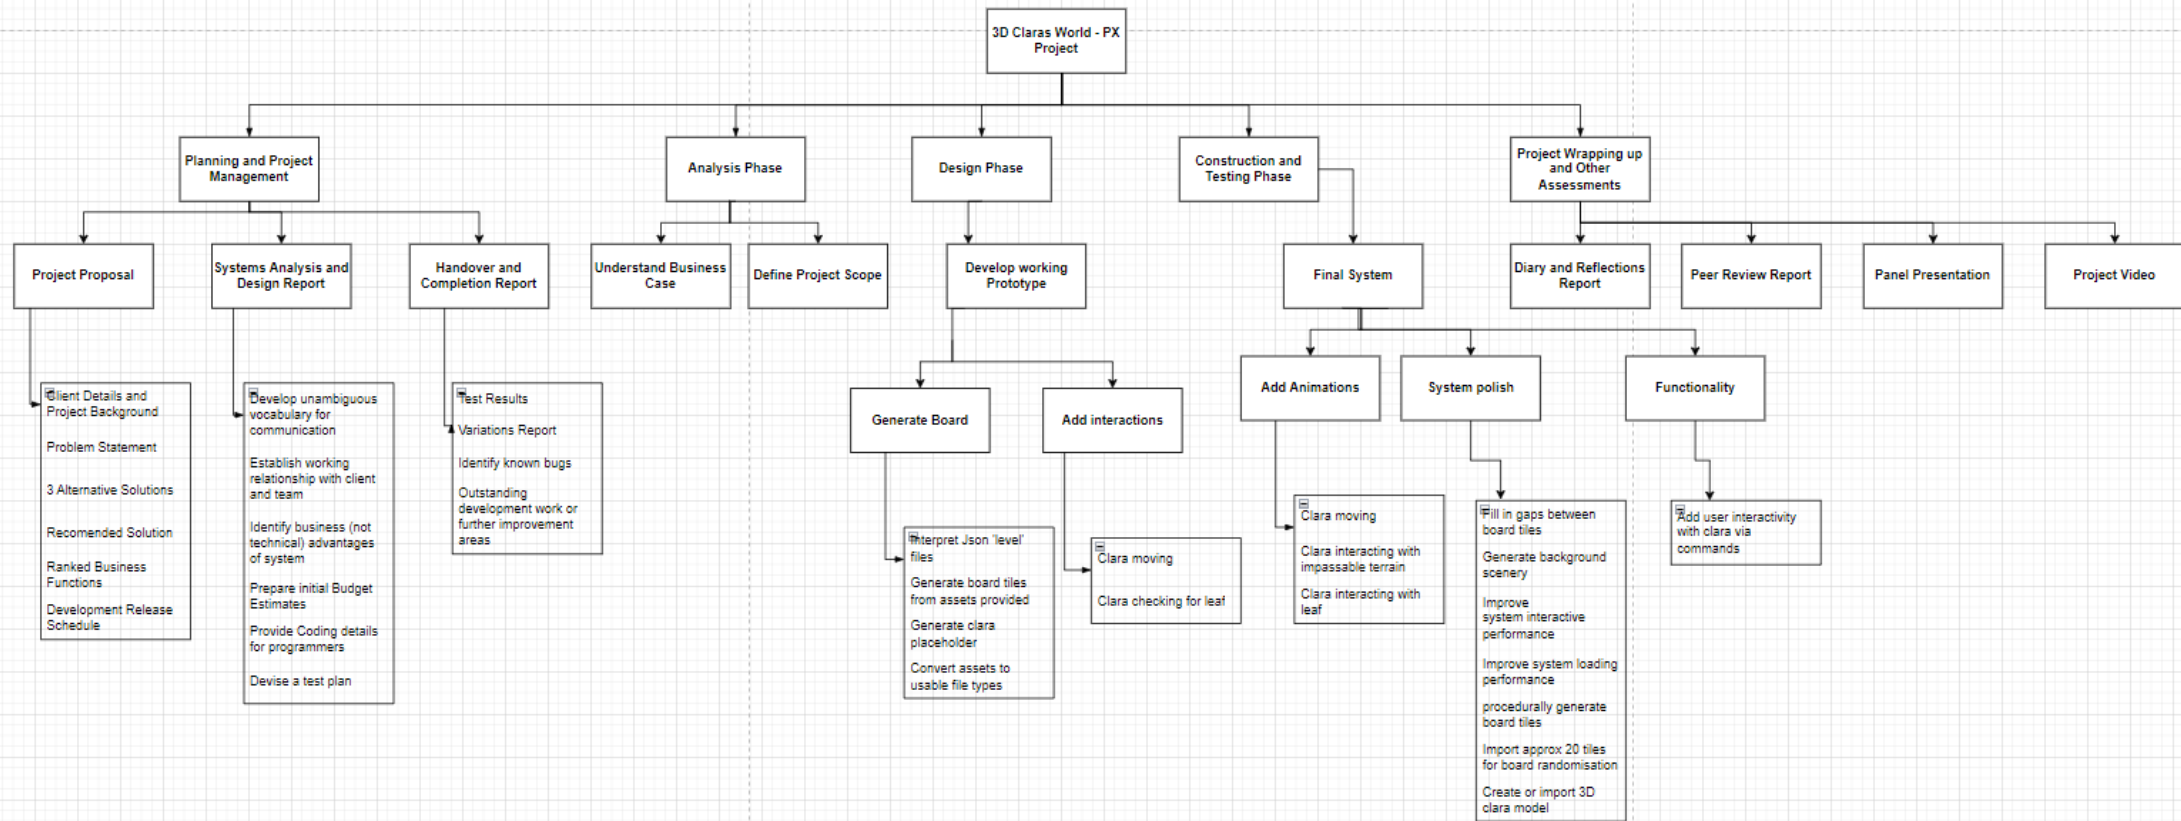 3D Claras World - PX
Project
Planning and Project
Management
Analysis Phase
Design Phase
Construction and
Testing Phase
Project Wrapping up
and Other
Assessments
Project Proposal
Systems Analysis and
Design Report
Handover and
Completion Report
Understand Business
Case
Define Project Scope
Develop working
Prototype
Final System
Diary and Reflections
Report
Peer Review Report
Panel Presentation
Project Video
Client Details and
Project Background
Problem Statement
3 Alternative Solutions
Recomended Solution
Ranked Business
Functions
Development Release
Schedule
Develop unambiguous
vocabulary for
communication
Establish working
relationship with client
and team
Identify business (not
technical) advantages
of system
Prepare initial Budget
Estimates
Provide Coding details
for programmers
Devise a test plan
Test Results
Variations Report
Identify known bugs
Outstanding
development work or
further improvement
areas
Generate Board
Add interactions
Interpret Json 'level'
files
Generate board tiles
from assets provided
Generate clara
placeholder
Convert assets to
usable file types
Clara moving
Clara checking for leaf
Add Animations
System polish
Functionality
Clara moving
Clara interacting with
impassable terrain
Clara interacting with
leaf
Fill in gaps between
board tiles
Generate background
scenery
Improve
system interactive
performance
Improve system loading
performance
procedurally generate
board tiles
Import approx 20 tiles
for board randomisation
Create or import 3D
clara model
Add user interactivity
with clara via
commands